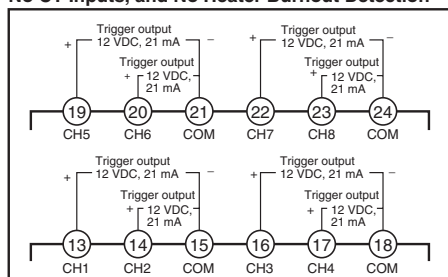 No CT Inputs, and No Heater Burnout Detection
Trigger output
+ 12 VDC, 21 mA –
Trigger output
+ 12 VDC, 21 mA –
Trigger output
+ 12 VDC,
21 mA
Trigger output
+ 12 VDC,
21 mA
19 20 21 22 23 24
CH5 CH6 COM CH7 CH8 COM
Trigger output
+ 12 VDC, 21 mA –
Trigger output
+ 12 VDC, 21 mA –
Trigger output
+ 12 VDC,
21 mA
Trigger output
+ 12 VDC,
21 mA
13 14 15 16 17 18
CH1 CH2 COM CH3 CH4 COM